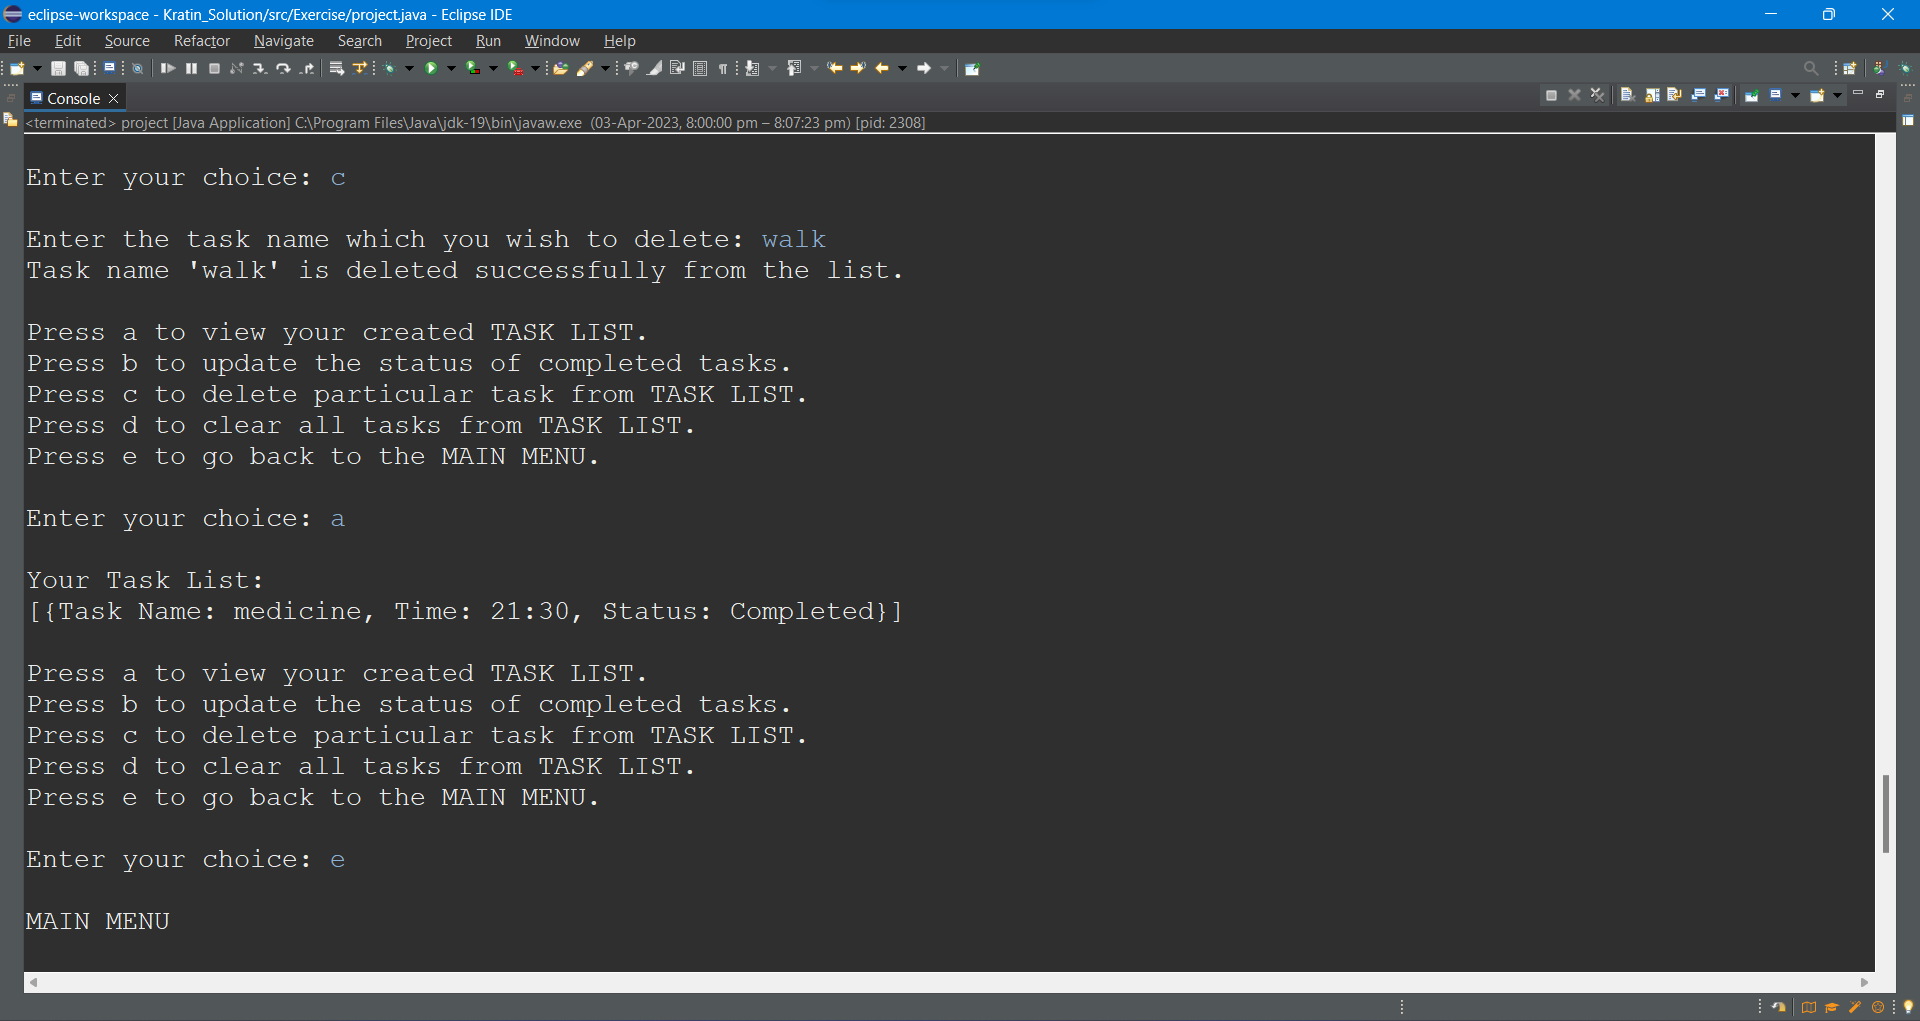 eclipse-workspace - Kratin_Solution/src/Exercise/project.java - Eclipse IDE
File Edit Source Refactor Navigate Search Project Run Window Help
Console
<terminated> project [Java Application] C:\Program Files\Java\jdk-19\bin\javaw.exe (03-Apr-2023, 8:00:00 pm – 8:07:23 pm) [pid: 2308]
Enter your choice: c
Enter the task name which you wish to delete: walk
Task name 'walk' is deleted successfully from the list.
Press a to view your created TASK LIST.
Press b to update the status of completed tasks.
Press c to delete particular task from TASK LIST.
Press d to clear all tasks from TASK LIST.
Press e to go back to the MAIN MENU.
Enter your choice: a
Your Task List:
[{Task Name: medicine, Time: 21:30, Status: Completed}]
Press a to view your created TASK LIST.
Press b to update the status of completed tasks.
Press c to delete particular task from TASK LIST.
Press d to clear all tasks from TASK LIST.
Press e to go back to the MAIN MENU.
Enter your choice: e
MAIN MENU